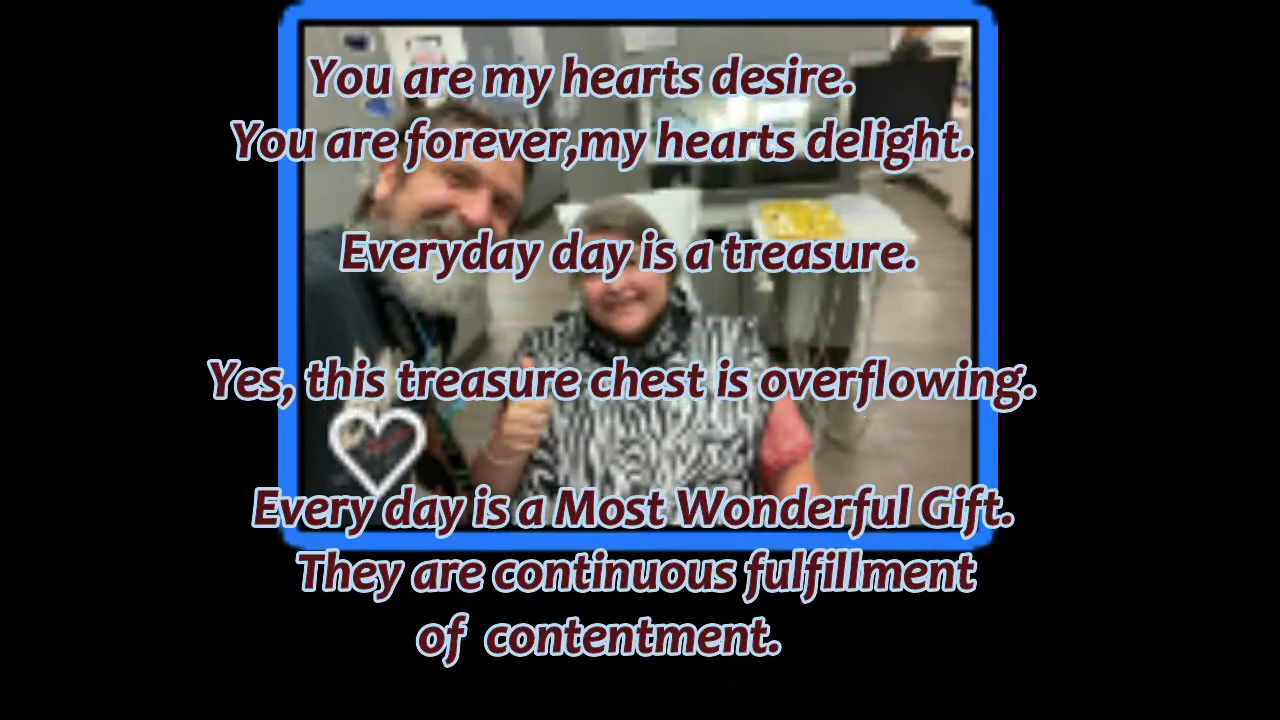 You are my hearts desire.
You are forever,my hearts delight.
Everyday day is a treasure.
Yes, this treasure chest is overflowing.
Every day is a Most Wonderful Gift.
They are continuous fulfillment
of contentment.